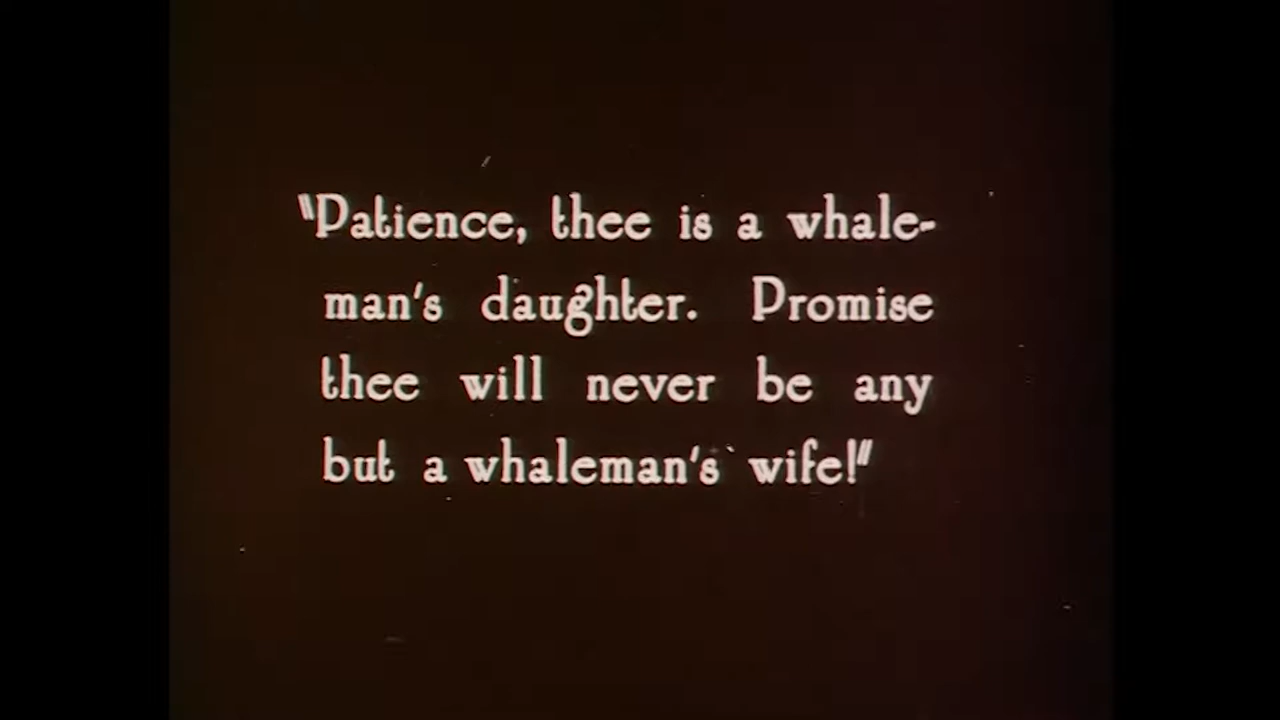 "Patience, thee is a whale-
man's daughter. Promise
thee will never be any
but a whaleman's wife!"